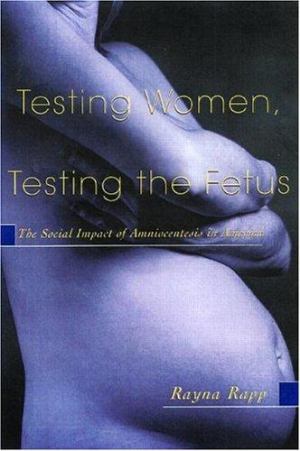 Testing Women,
Testing the Fetus
The Social Impact of Amniocentesis in America
Rayna Rapp